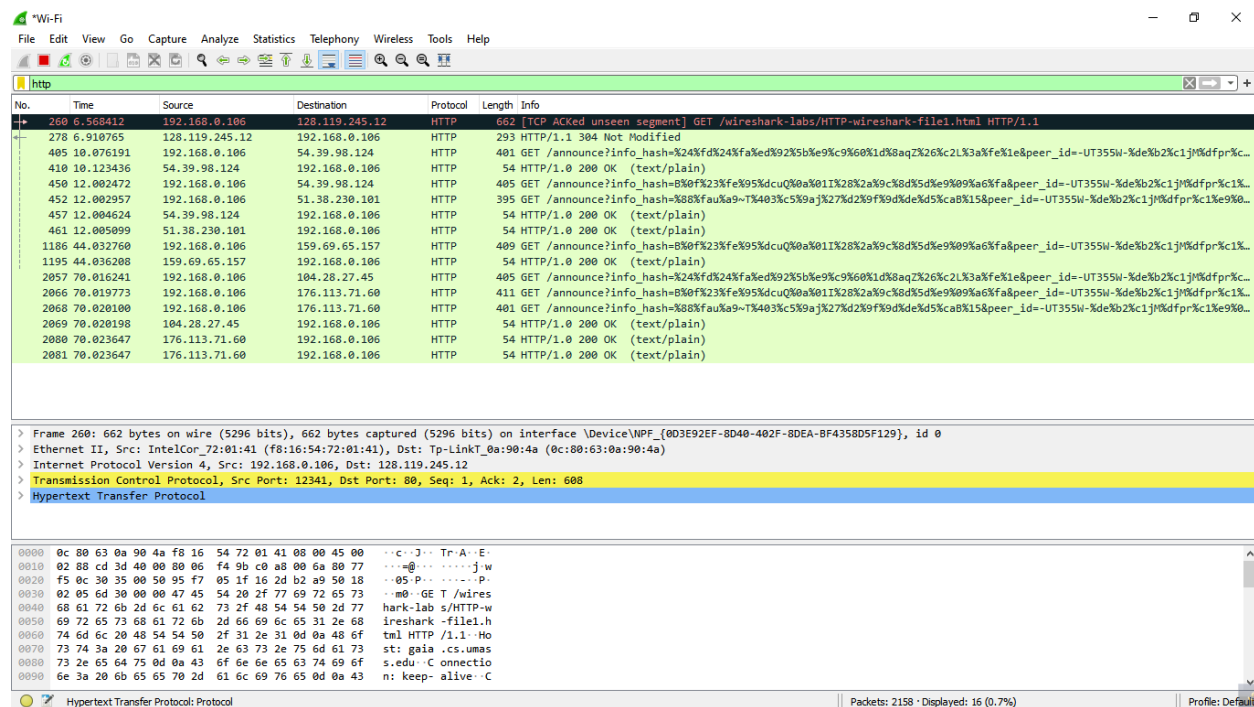 *Wi-Fi
File Edit View Go Capture Analyze Statistics Telephony Wireless Tools Help
http
No. Time Source Destination Protocol Length Info
260 6.568412 192.168.0.106 128.119.245.12 HTTP 662 [TCP ACKed unseen segment] GET /wireshark-labs/HTTP-wireshark-file1.html HTTP/1.1
278 6.910765 128.119.245.12 192.168.0.106 HTTP 293 HTTP/1.1 304 Not Modified
405 10.076191 192.168.0.106 54.39.98.124 HTTP 401 GET /announce?info_hash=%24%fd%24%fa%ed%92%5b%e9%c9%60%1d%8aqZ%26%c2L%3a%fe%1e&peer_id=-UT355W-%de%b2%c1jM%dfpr%c%…
410 10.123436 54.39.98.124 192.168.0.106 HTTP 54 HTTP/1.0 200 OK (text/plain)
450 12.002472 192.168.0.106 54.39.98.124 HTTP 405 GET /announce?info_hash=B%0f%23%fe%95%dcuQ%0a%01I%28%2a%9c%8d%5d%e9%09%a6%fa&peer_id=-UT355W-%de%b2%c1jM%dfpr%c1%…
452 12.002957 192.168.0.106 51.38.230.101 HTTP 395 GET /announce?info_hash=%88%fau%a9~T%403%c5%9aj%27%d2%9f%9d%de%d5%caB%15&peer_id=-UT355W-%de%b2%c1jM%dfpr%c1%e9%0…
457 12.004624 54.39.98.124 192.168.0.106 HTTP 54 HTTP/1.0 200 OK (text/plain)
461 12.005099 51.38.230.101 192.168.0.106 HTTP 54 HTTP/1.0 200 OK (text/plain)
1186 44.032760 192.168.0.106 159.69.65.157 HTTP 409 GET /announce?info_hash=B%0f%23%fe%95%dcuQ%0a%01I%28%2a%9c%8d%5d%e9%09%a6%fa&peer_id=-UT355W-%de%b2%c1jM%dfpr%c1%…
1195 44.036208 159.69.65.157 192.168.0.106 HTTP 54 HTTP/1.0 200 OK (text/plain)
2057 70.016241 192.168.0.106 104.28.27.45 HTTP 405 GET /announce?info_hash=%24%fd%24%fa%ed%92%5b%e9%c9%60%1d%8aqZ%26%c2L%3a%fe%1e&peer_id=-UT355W-%de%b2%c1jM%dfpr%c…
2066 70.019773 192.168.0.106 176.113.71.60 HTTP 411 GET /announce?info_hash=B%0f%23%fe%95%dcuQ%0a%01I%28%2a%9c%8d%5d%e9%09%a6%fa&peer_id=-UT355W-%de%b2%c1jM%dfpr%c1%…
2068 70.020100 192.168.0.106 176.113.71.60 HTTP 401 GET /announce?info_hash=%88%fau%a9~T%403%c5%9aj%27%d2%9f%9d%de%d5%caB%15&peer_id=-UT355W-%de%b2%c1jM%dfpr%c1%e9%0…
2069 70.020198 104.28.27.45 192.168.0.106 HTTP 54 HTTP/1.0 200 OK (text/plain)
2080 70.023647 176.113.71.60 192.168.0.106 HTTP 54 HTTP/1.0 200 OK (text/plain)
2081 70.023647 176.113.71.60 192.168.0.106 HTTP 54 HTTP/1.0 200 OK (text/plain)
> Frame 260: 662 bytes on wire (5296 bits), 662 bytes captured (5296 bits) on interface \Device\NPF_{0D3E92EF-8D40-402F-8DEA-BF4358D5F129}, id 0
> Ethernet II, Src: IntelCor_72:01:41 (f8:16:54:72:01:41), Dst: Tp-LinkT_0a:90:4a (0c:80:63:0a:90:4a)
> Internet Protocol Version 4, Src: 192.168.0.106, Dst: 128.119.245.12
> Transmission Control Protocol, Src Port: 12341, Dst Port: 80, Seq: 1, Ack: 2, Len: 608
> Hypertext Transfer Protocol
0000 0c 80 63 0a 90 4a f8 16 54 72 01 41 08 00 45 00 ··c··J·· Tr·A··E·
0010 02 88 cd 3d 40 00 80 06 f4 9b c0 a8 00 6a 80 77 ···=@··· ·····j·w
0020 f5 0c 30 35 00 50 95 f7 05 1f 16 2d b2 a9 50 18 ··05·P·· ···-··P·
0030 02 05 6d 30 00 00 47 45 54 20 2f 77 69 72 65 73 ··m0··GE T /wires
0040 68 61 72 6b 2d 6c 61 62 73 2f 48 54 54 50 2d 77 hark-lab s/HTTP-w
0050 69 72 65 73 68 61 72 6b 2d 66 69 6c 65 31 2e 68 ireshark -file1.h
0060 74 6d 6c 20 48 54 54 50 2f 31 2e 31 0d 0a 48 6f tml HTTP /1.1··Ho
0070 73 74 3a 20 67 61 69 61 2e 63 73 2e 75 6d 61 73 st: gaia .cs.umas
0080 73 2e 65 64 75 0d 0a 43 6f 6e 6e 65 63 74 69 6f s.edu··C onnectio
0090 6e 3a 20 6b 65 65 70 2d 61 6c 69 76 65 0d 0a 43 n: keep- alive··C
Hypertext Transfer Protocol: Protocol Packets: 2158 · Displayed: 16 (0.7%) Profile: Default